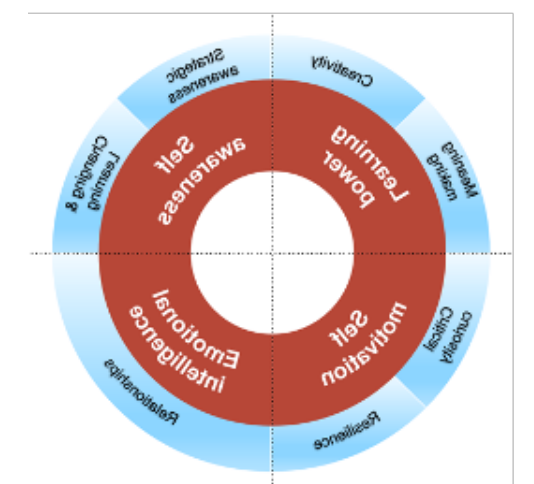 Strategic
awareness
Creativity
Self
awareness
Learning
power
Changing &
Learning
Meaning
making
Emotional
intelligence
Self
motivation
Critical
curiosity
Relationships
Resilience